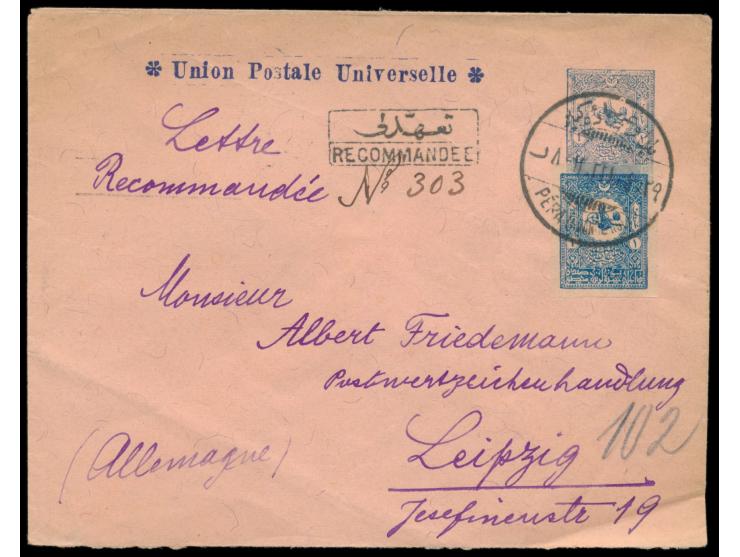 * Union Postale Universelle *
Lettre
Recommandée
تعهدلی
RECOMMANDEE
№ 303
Monsieur
Albert Friedemann
Postwertzeichenhandlung
Leipzig
102
(Allemagne)
Josefinenstr 19